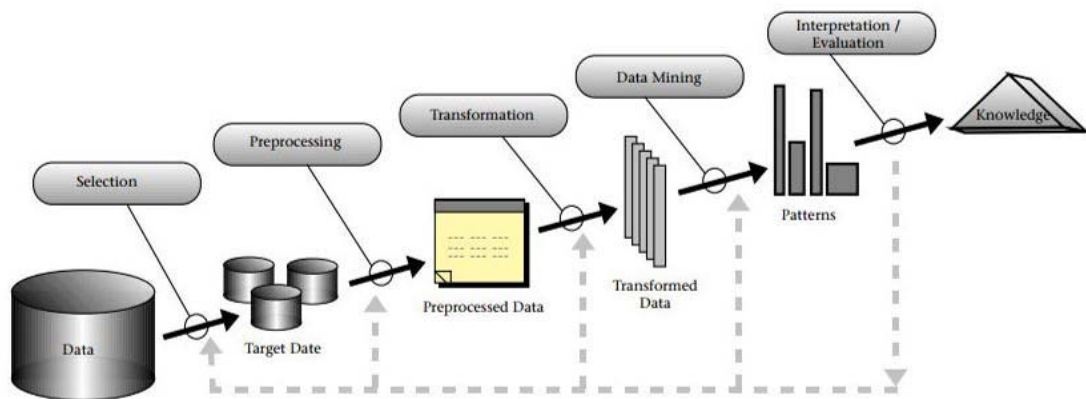 Interpretation /
Evaluation
Data Mining
Transformation
Preprocessing
Selection
Knowledge
Patterns
Transformed
Data
Preprocessed Data
Target Date
Data